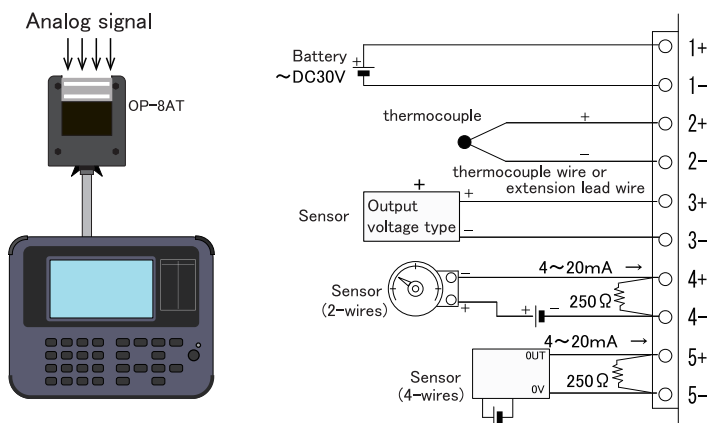 Analog signal
OP-8AT
Battery
～DC30V
+
1+
1-
thermocouple
+
2+
－
2-
thermocouple wire or
extension lead wire
+
Sensor
Output
voltage type
+
3+
－
3-
Sensor
(2-wires)
－
+
+
－
4～20mA →
250Ω
4+
4-
Sensor
(4-wires)
OUT
0V
4～20mA →
250Ω
5+
5-